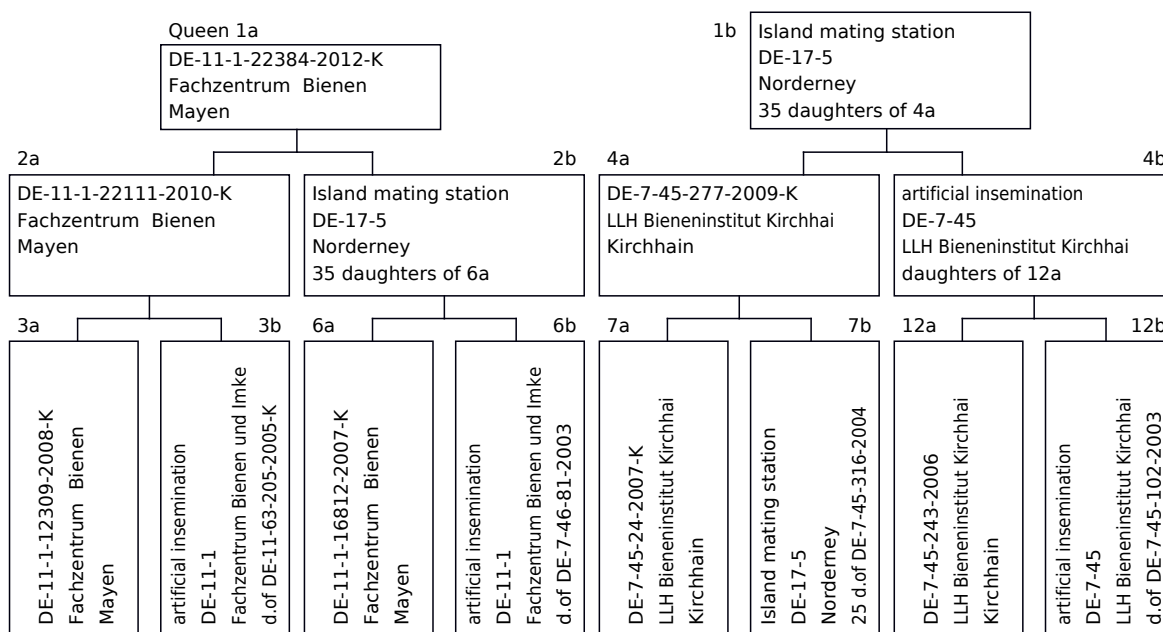 Queen 1a
DE-11-1-22384-2012-K
Fachzentrum Bienen
Mayen
1b
Island mating station
DE-17-5
Norderney
35 daughters of 4a
2a
DE-11-1-22111-2010-K
Fachzentrum Bienen
Mayen
2b
Island mating station
DE-17-5
Norderney
35 daughters of 6a
4a
DE-7-45-277-2009-K
LLH Bieneninstitut Kirchhai
Kirchhain
4b
artificial insemination
DE-7-45
LLH Bieneninstitut Kirchhai
daughters of 12a
3a
DE-11-1-12309-2008-K
Fachzentrum Bienen
Mayen
3b
artificial insemination
DE-11-1
Fachzentrum Bienen und Imke
d.of DE-11-63-205-2005-K
6a
DE-11-1-16812-2007-K
Fachzentrum Bienen
Mayen
6b
artificial insemination
DE-11-1
Fachzentrum Bienen und Imke
d.of DE-7-46-81-2003
7a
DE-7-45-24-2007-K
LLH Bieneninstitut Kirchhai
Kirchhain
7b
Island mating station
DE-17-5
Norderney
25 d.of DE-7-45-316-2004
12a
DE-7-45-243-2006
LLH Bieneninstitut Kirchhai
Kirchhain
12b
artificial insemination
DE-7-45
LLH Bieneninstitut Kirchhai
d.of DE-7-45-102-2003